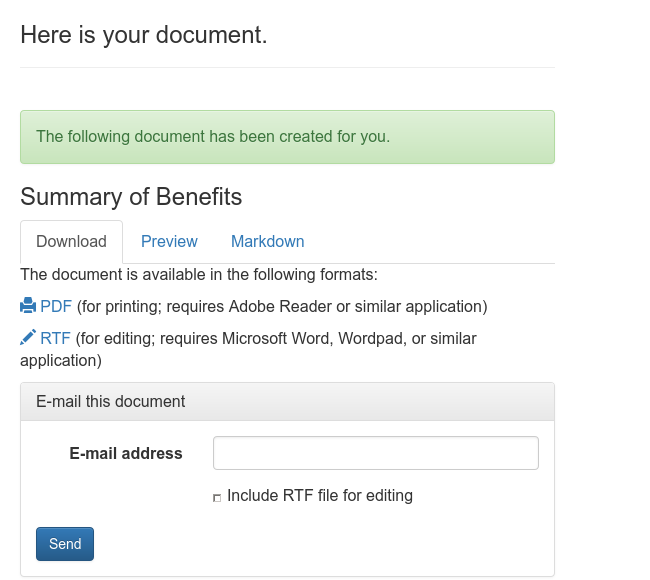 Here is your document.
The following document has been created for you.
Summary of Benefits
Download Preview Markdown
The document is available in the following formats:
PDF (for printing; requires Adobe Reader or similar application)
RTF (for editing; requires Microsoft Word, Wordpad, or similar
application)
E-mail this document
E-mail address
Include RTF file for editing
Send